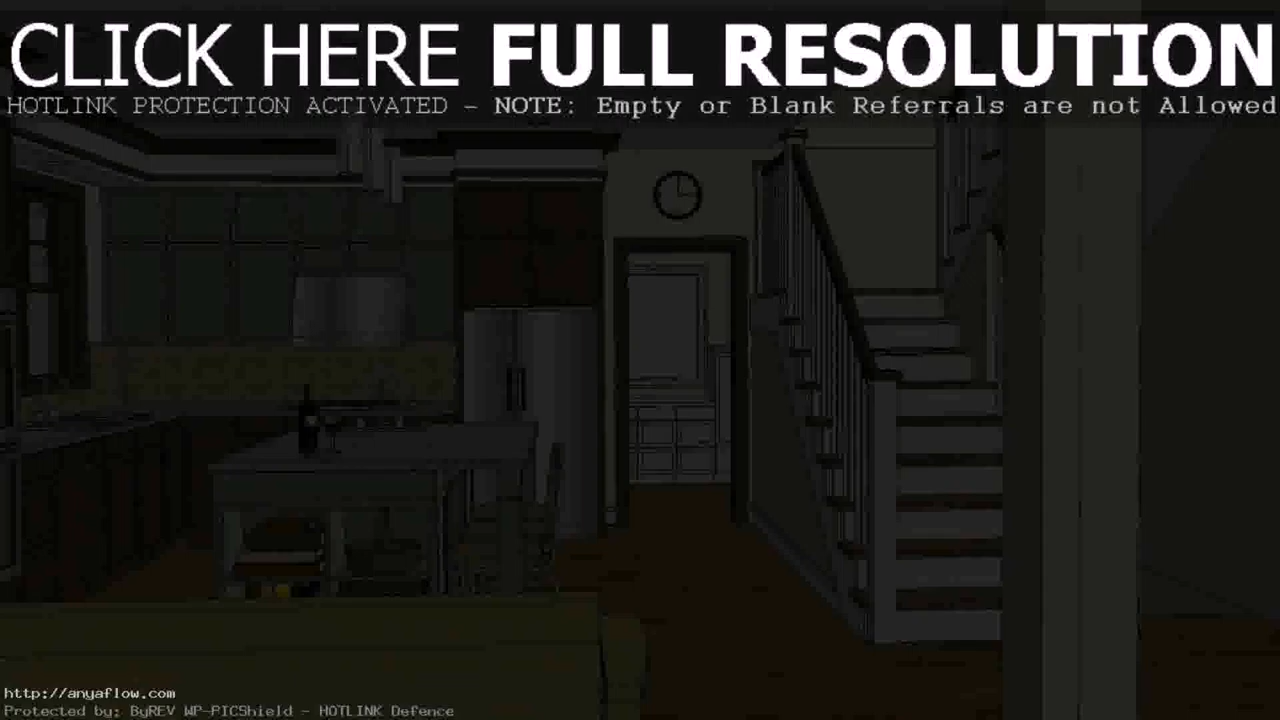 CLICK HERE FULL RESOLUTION
HOTLINK PROTECTION ACTIVATED - NOTE: Empty or Blank Referrals are not Allowed
http://anyaflow.com
Protected by: ByREV WP-PICShield - HOTLINK Defence